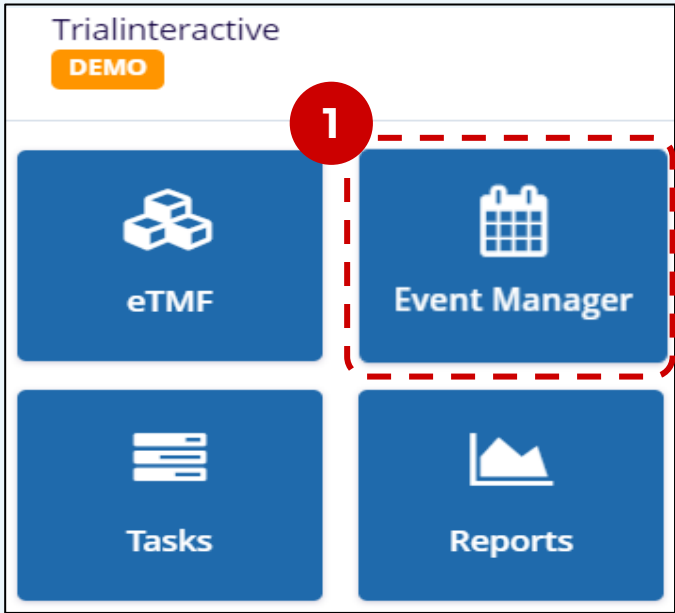 Trialinteractive
DEMO
1
eTMF
Event Manager
Tasks
Reports